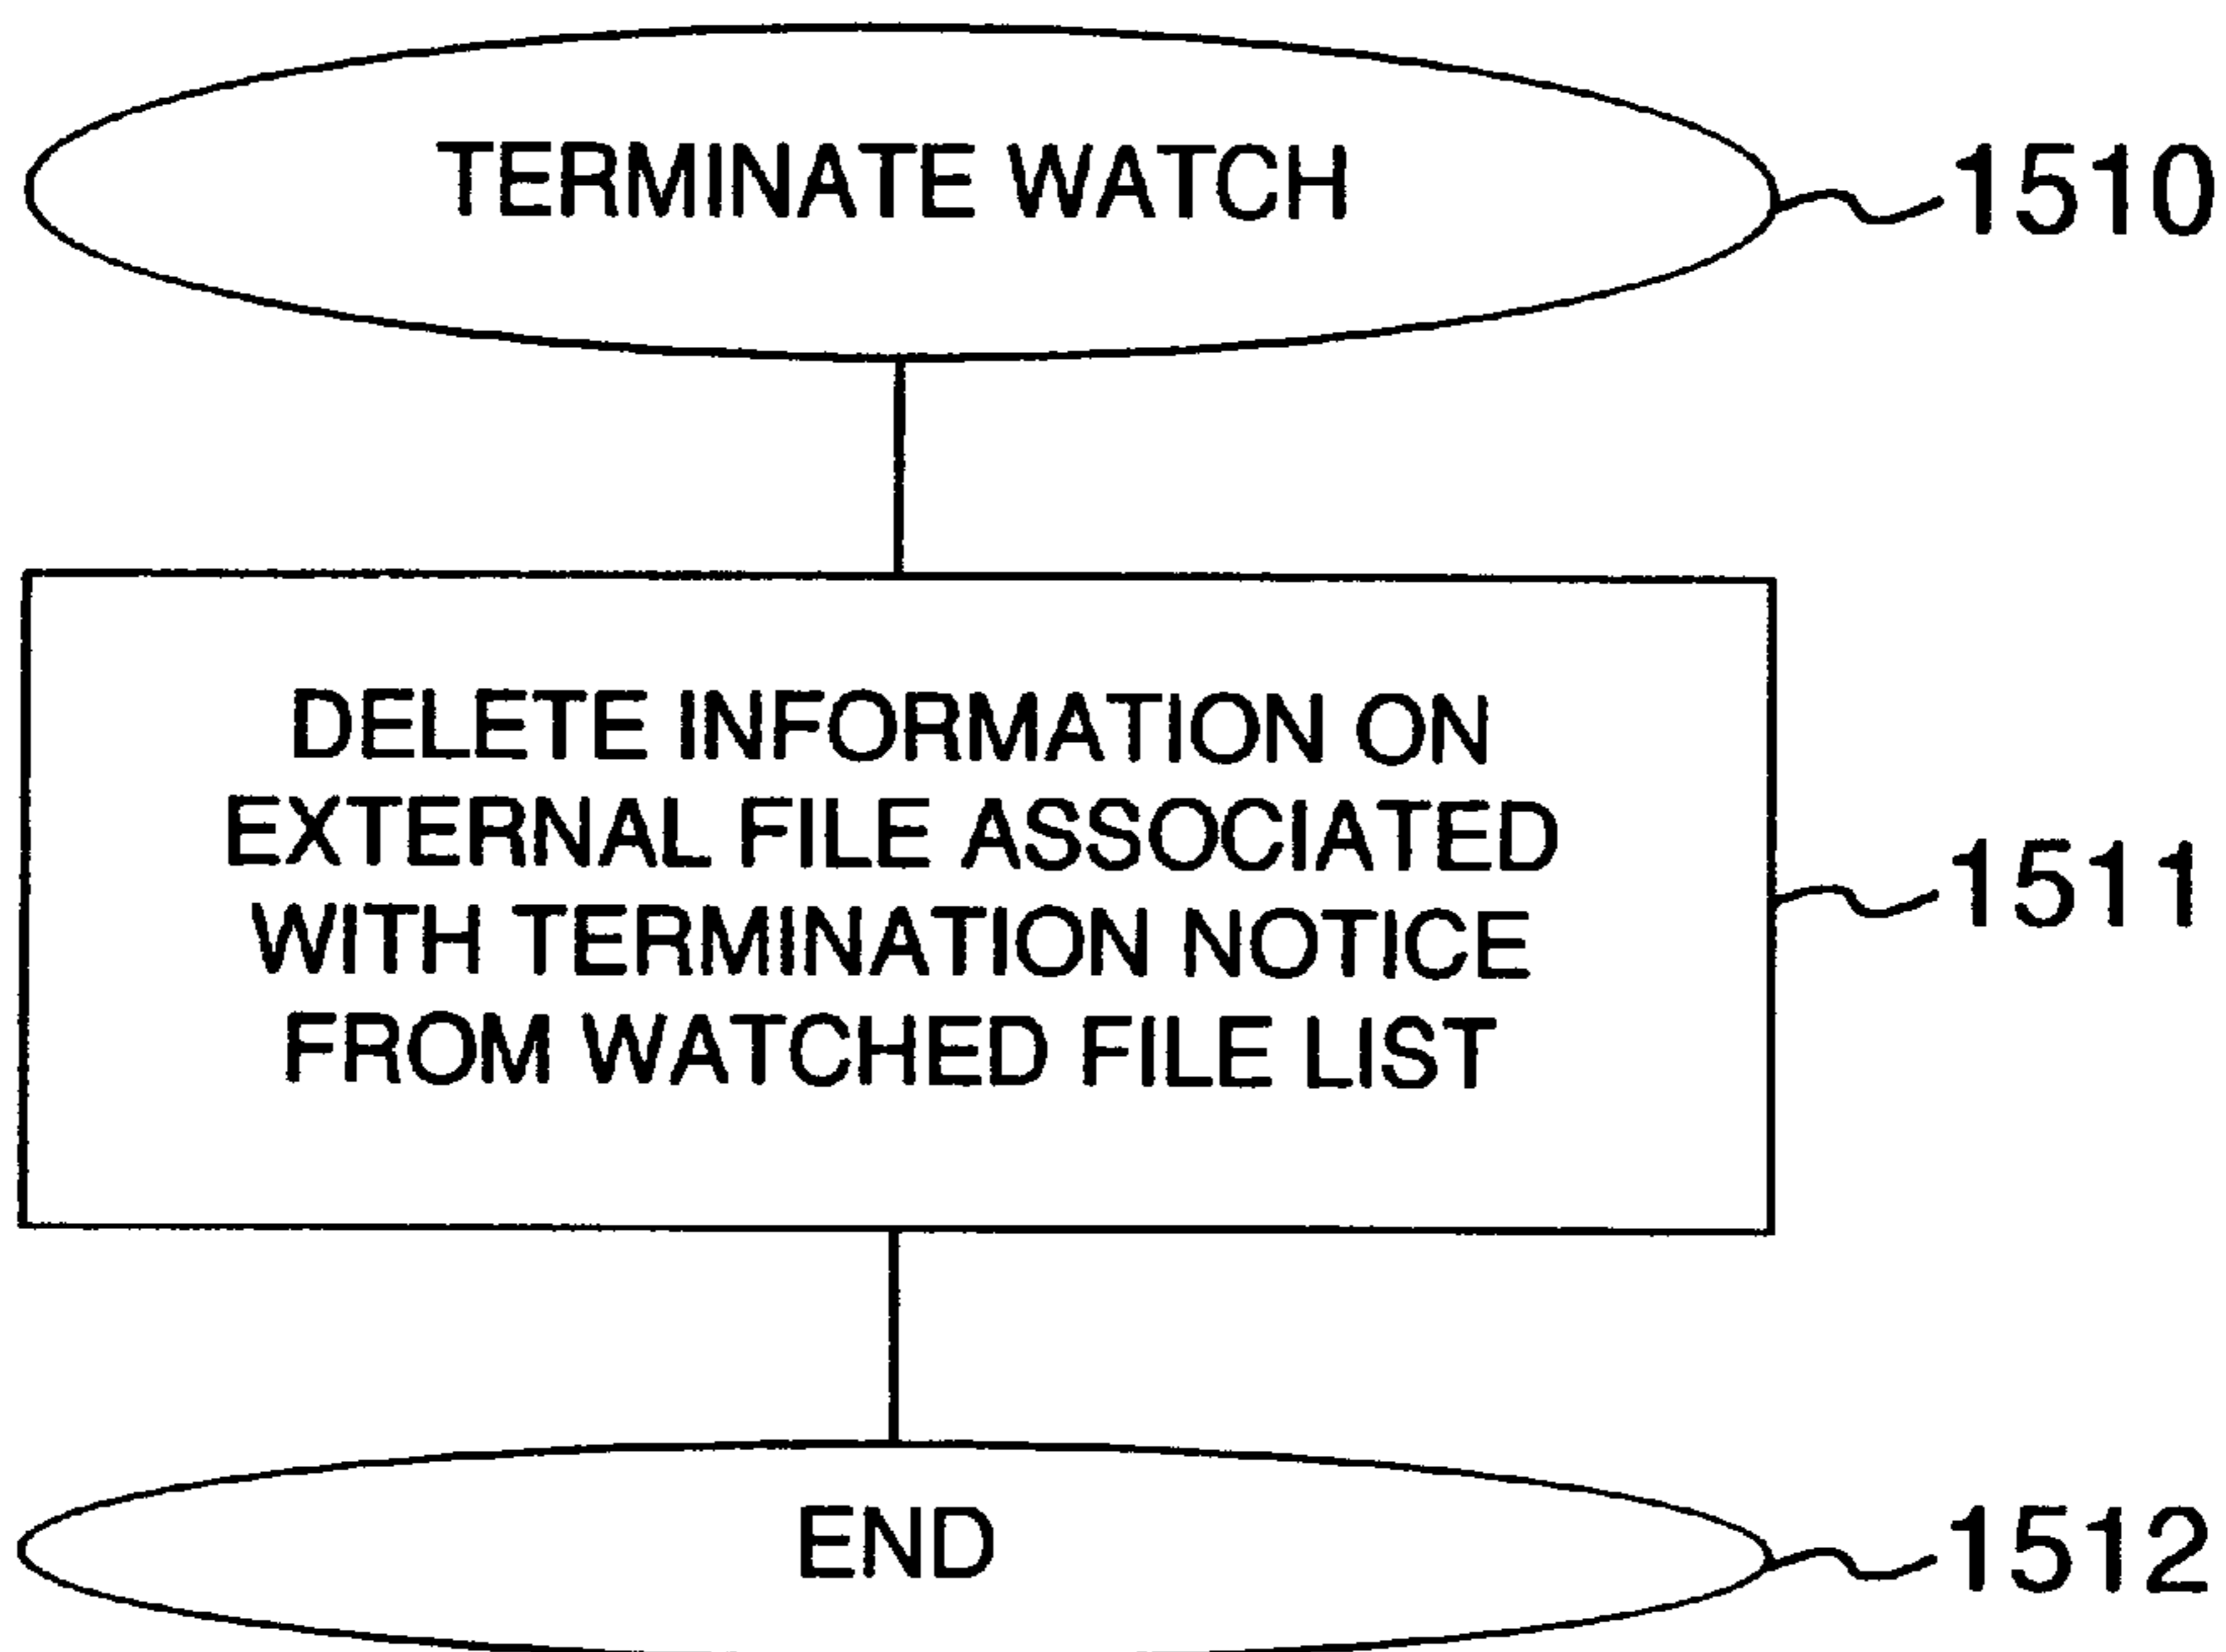 TERMINATE WATCH
1510
DELETE INFORMATION ON
EXTERNAL FILE ASSOCIATED
WITH TERMINATION NOTICE
FROM WATCHED FILE LIST
1511
END
1512